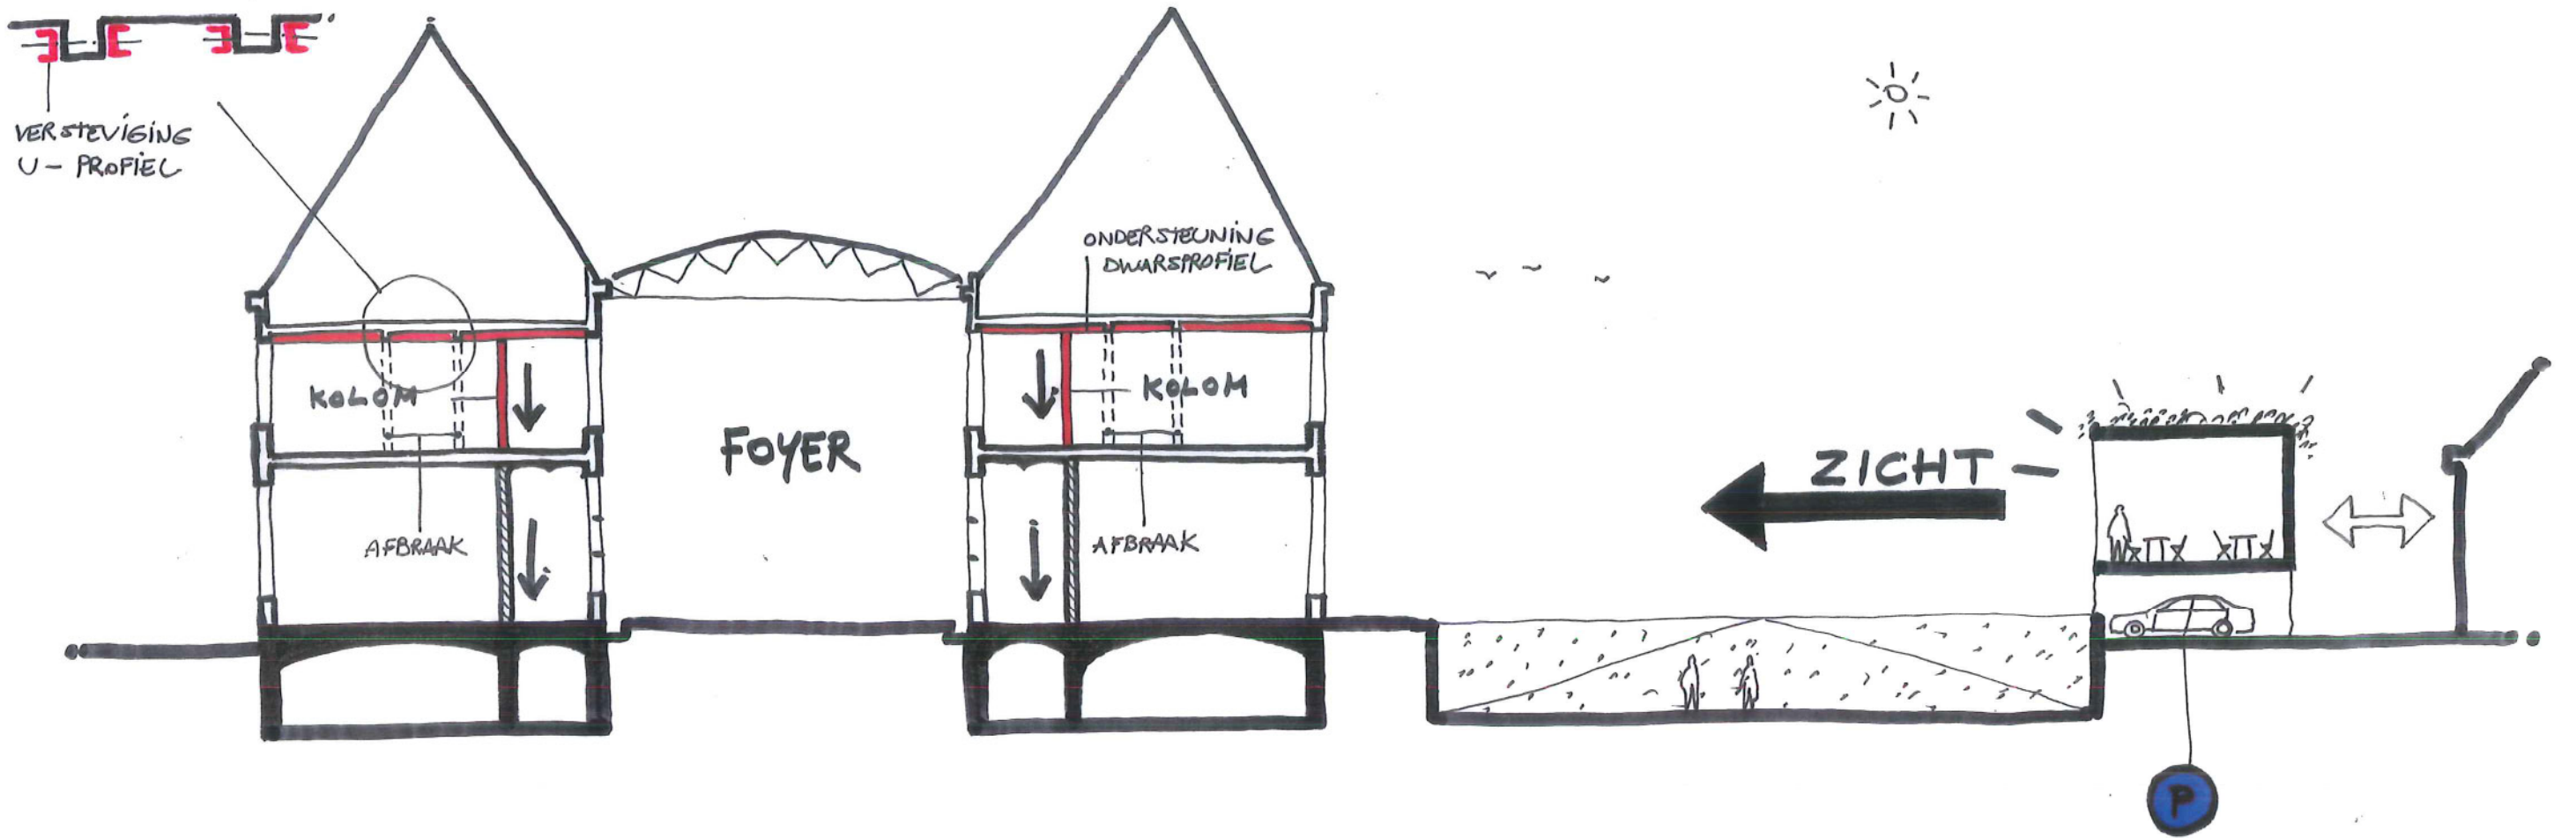 VERSTEVIGING
U - PROFIEL
ONDERSTEUNING
DWARSPROFIEL
KOLOM
KOLOM
FOYER
ZICHT
AFBRAAK
AFBRAAK
P